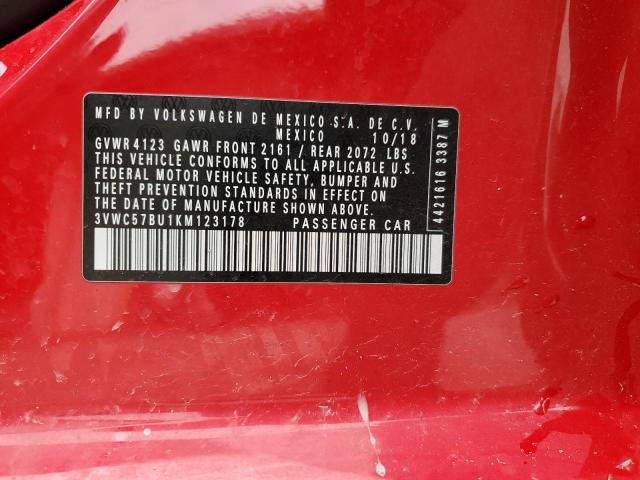 MFD BY VOLKSWAGEN DE MEXICO S.A. DE C.V.
MEXICO 10/18
GVWR 4123 GAWR FRONT 2161 / REAR 2072 LBS
THIS VEHICLE CONFORMS TO ALL APPLICABLE U.S.
FEDERAL MOTOR VEHICLE SAFETY, BUMPER AND
THEFT PREVENTION STANDARDS IN EFFECT ON
THE DATE OF MANUFACTURE SHOWN ABOVE.
3VWC57BU1KM123178 PASSENGER CAR
4421616 3387 M